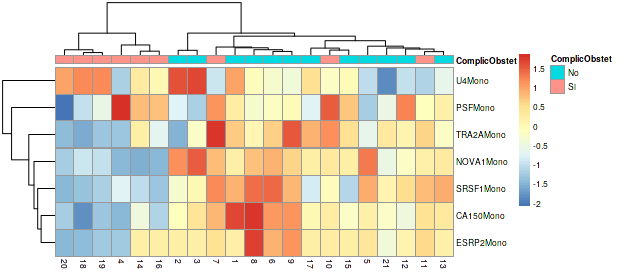 ComplicObstet
U4Mono
PSFMono
TRA2AMono
NOVA1Mono
SRSF1Mono
CA150Mono
ESRP2Mono
20 18 19 4 14 16 2 3 7 1 8 6 9 17 10 15 5 21 12 11 13
1.5
1
0.5
0
-0.5
-1
-1.5
-2
ComplicObstet
No
SI